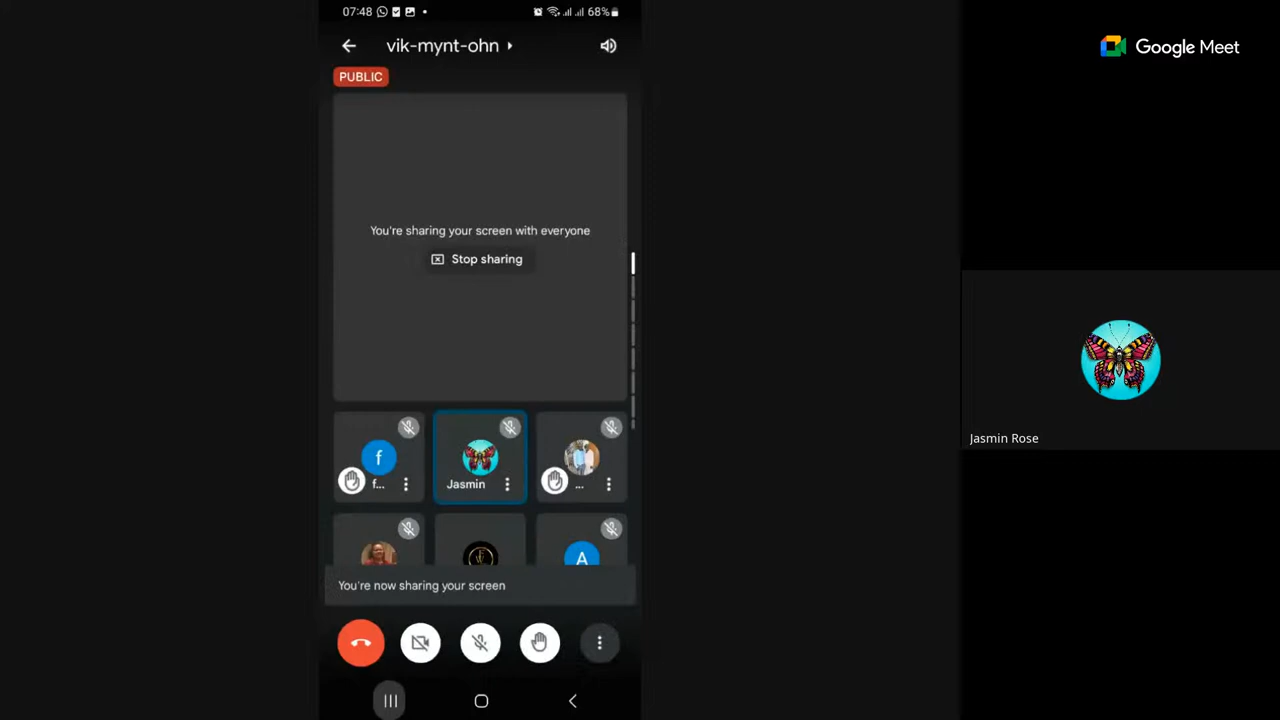 07:48
68%
vik-mynt-ohn
PUBLIC
You're sharing your screen with everyone
Stop sharing
f
f...
Jasmin
...
A
You're now sharing your screen
Google Meet
Jasmin Rose